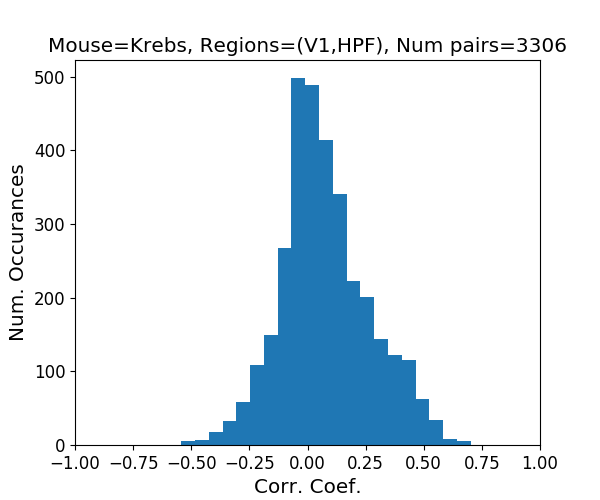 Mouse=Krebs, Regions=(V1,HPF), Num pairs=3306
Num. Occurances
500
400
300
200
100
0
−1.00 −0.75 −0.50 −0.25 0.00 0.25 0.50 0.75 1.00
Corr. Coef.